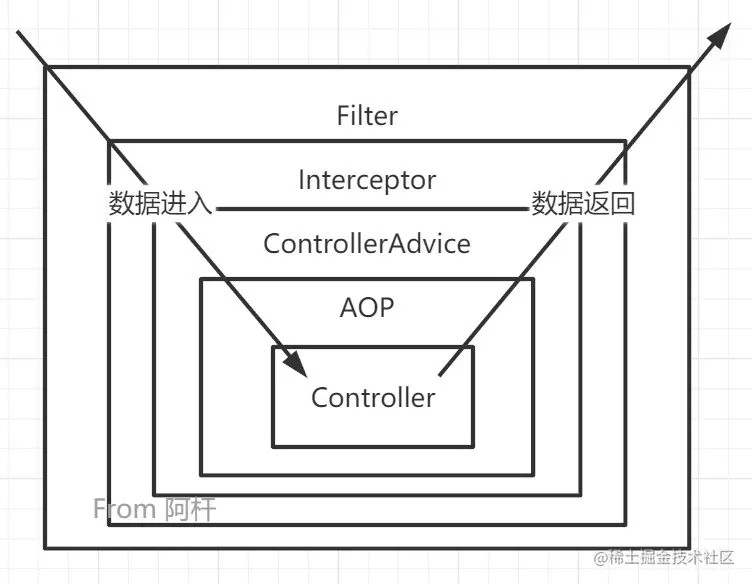 Filter
Interceptor
数据进入
数据返回
ControllerAdvice
AOP
Controller
From 阿杆
@稀土掘金技术社区